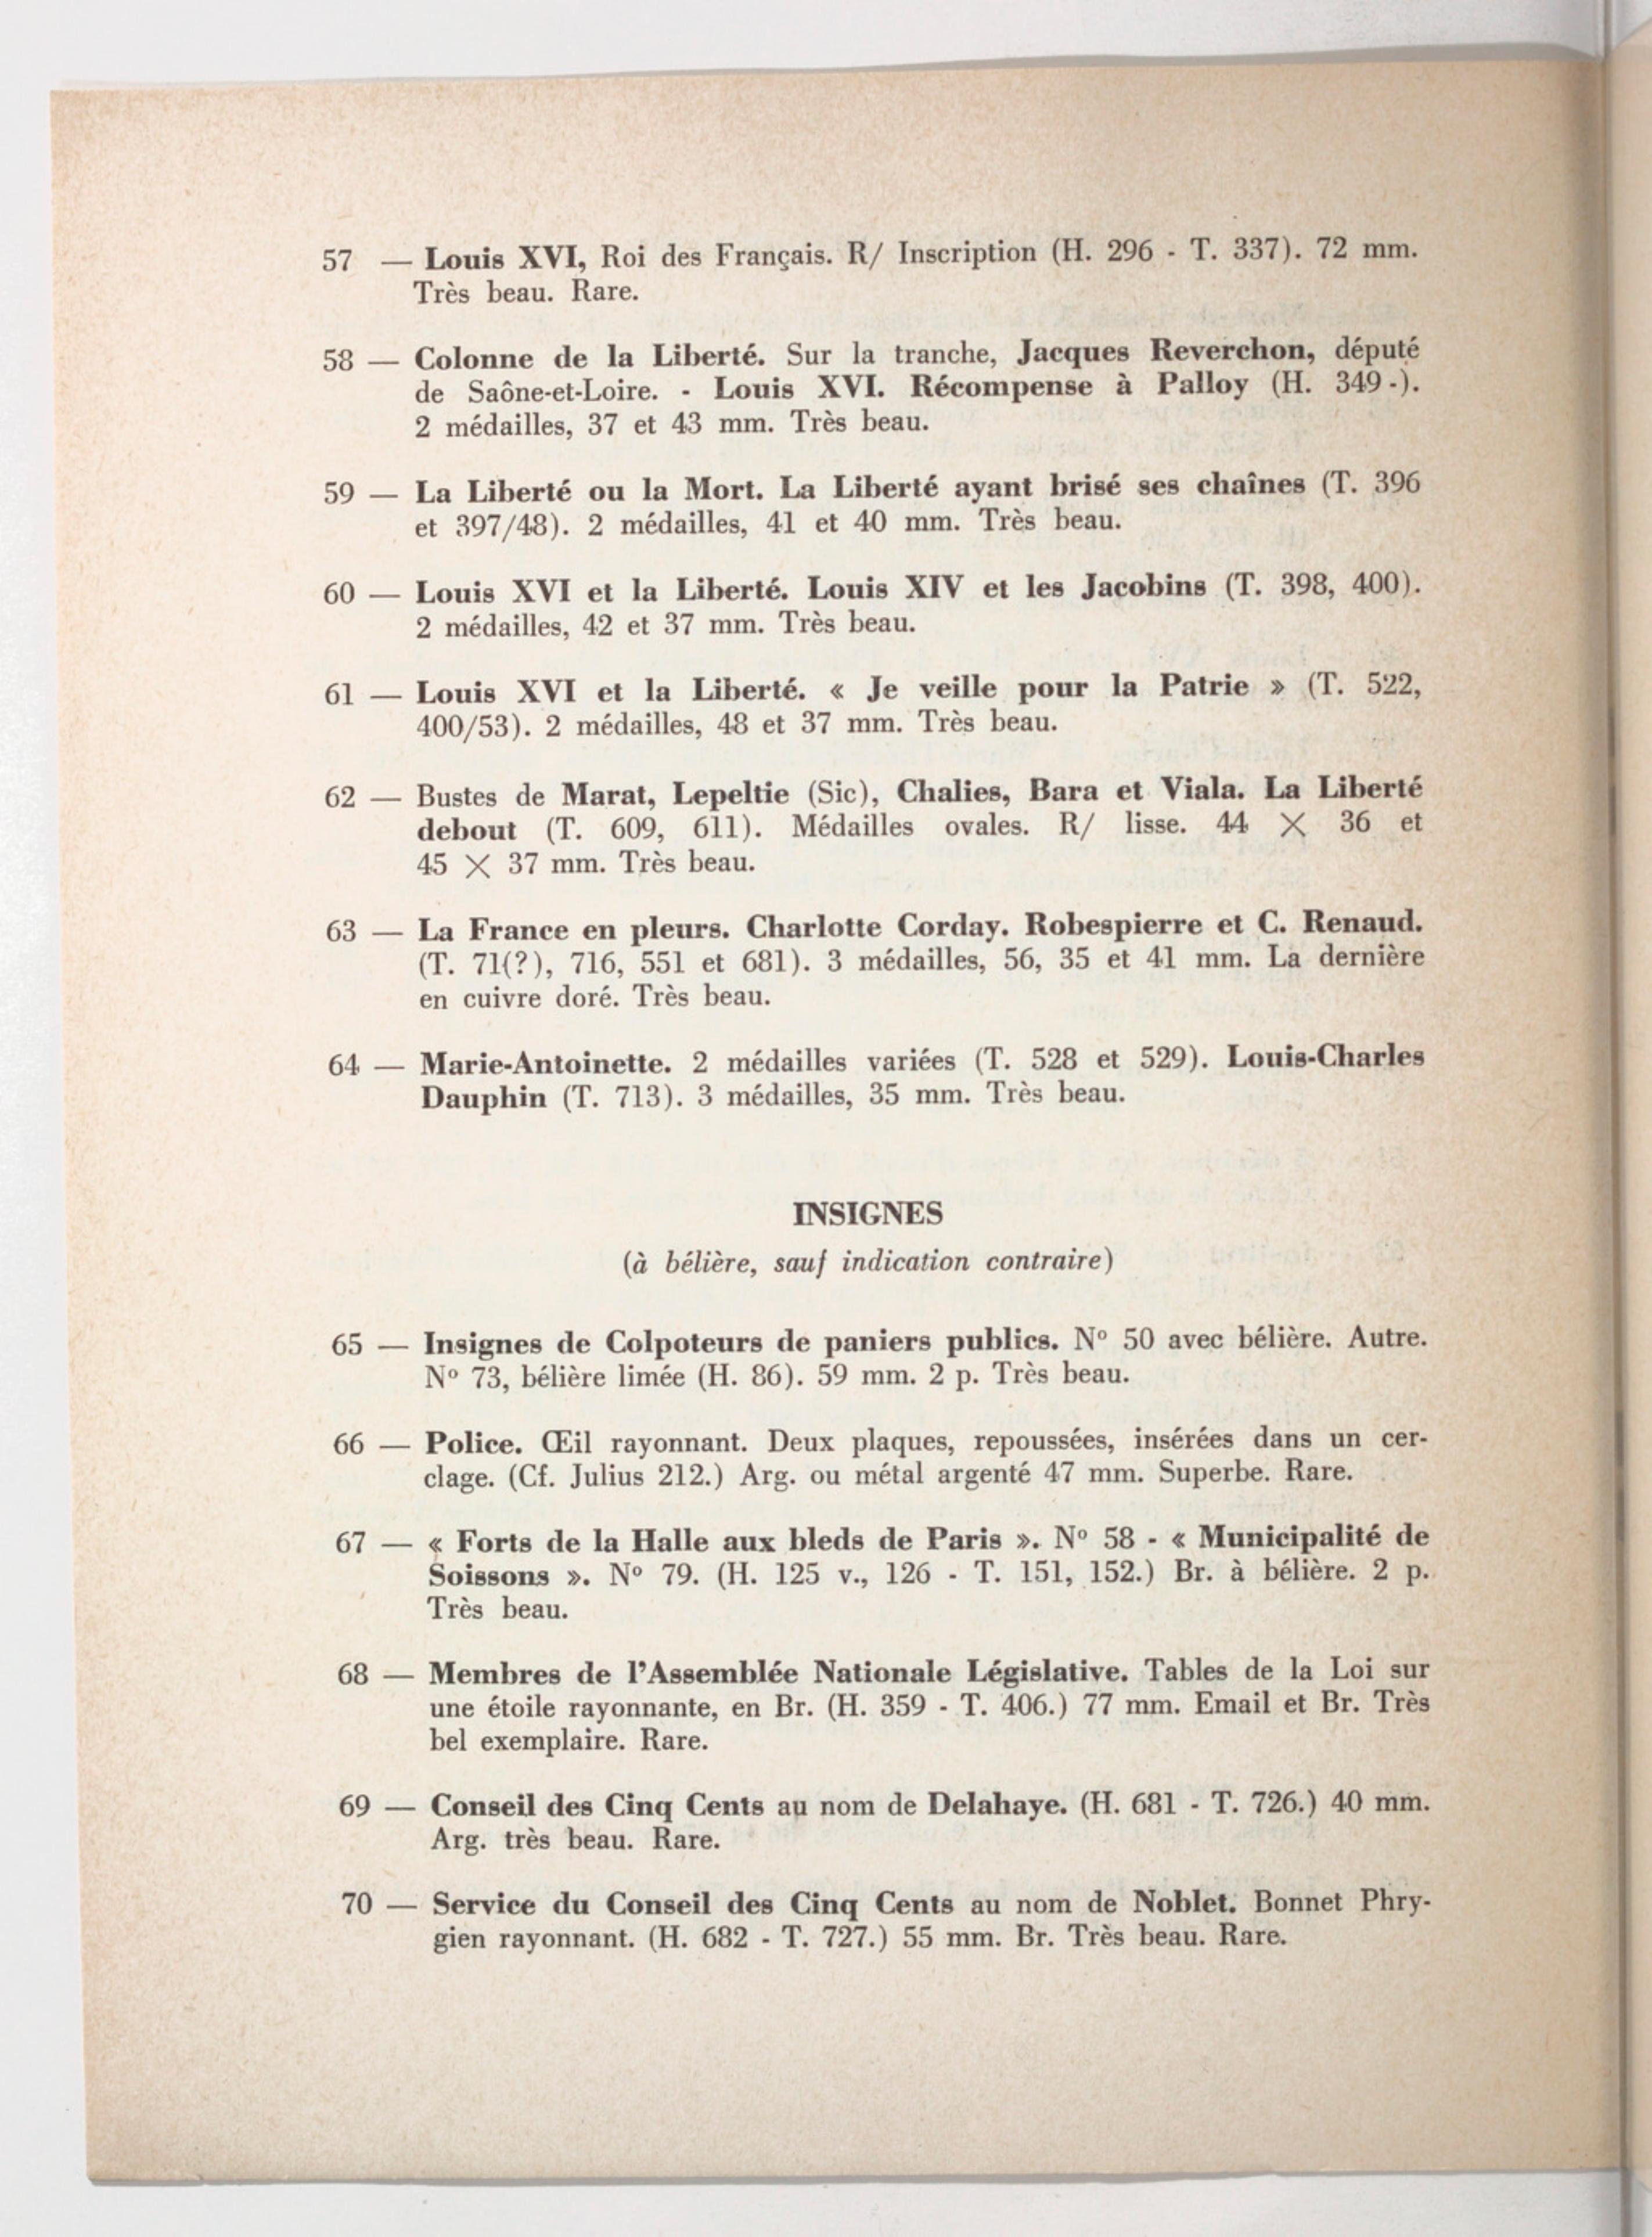 57 — Louis XVI, Roi des Français. R/ Inscription (H. 296 - T. 337). 72 mm.
Très beau. Rare.
58 — Colonne de la Liberté. Sur la tranche, Jacques Reverchon, député
de Saône-et-Loire. - Louis XVI. Récompense à Palloy (H. 349 -).
2 médailles, 37 et 43 mm. Très beau.
59 — La Liberté ou la Mort. La Liberté ayant brisé ses chaînes (T. 396
et 397/48). 2 médailles, 41 et 40 mm. Très beau.
60 — Louis XVI et la Liberté. Louis XIV et les Jacobins (T. 398, 400).
2 médailles, 42 et 37 mm. Très beau.
61 — Louis XVI et la Liberté. « Je veille pour la Patrie » (T. 522,
400/53). 2 médailles, 48 et 37 mm. Très beau.
62 — Bustes de Marat, Lepeltie (Sic), Chalies, Bara et Viala. La Liberté
debout (T. 609, 611). Médailles ovales. R/ lisse. 44 X 36 et
45 X 37 mm. Très beau.
63 — La France en pleurs. Charlotte Corday. Robespierre et C. Renaud.
(T. 71(?), 716, 551 et 681). 3 médailles, 56, 35 et 41 mm. La dernière
en cuivre doré. Très beau.
64 — Marie-Antoinette. 2 médailles variées (T. 528 et 529). Louis-Charles
Dauphin (T. 713). 3 médailles, 35 mm. Très beau.
INSIGNES
(à bélière, sauf indication contraire)
65 — Insignes de Colpoteurs de paniers publics. Nº 50 avec bélière. Autre.
Nº 73, bélière limée (H. 86). 59 mm. 2 p. Très beau.
66 — Police. Œil rayonnant. Deux plaques, repoussées, insérées dans un cer-
clage. (Cf. Julius 212.) Arg. ou métal argenté 47 mm. Superbe. Rare.
67 — « Forts de la Halle aux bleds de Paris ». Nº 58 - « Municipalité de
Soissons ». Nº 79. (H. 125 v., 126 - T. 151, 152.) Br. à bélière. 2 p.
Très beau.
68 — Membres de l'Assemblée Nationale Législative. Tables de la Loi sur
une étoile rayonnante, en Br. (H. 359 - T. 406.) 77 mm. Email et Br. Très
bel exemplaire. Rare.
69 — Conseil des Cinq Cents au nom de Delahaye. (H. 681 - T. 726.) 40 mm.
Arg. très beau. Rare.
70 — Service du Conseil des Cinq Cents au nom de Noblet. Bonnet Phry-
gien rayonnant. (H. 682 - T. 727.) 55 mm. Br. Très beau. Rare.